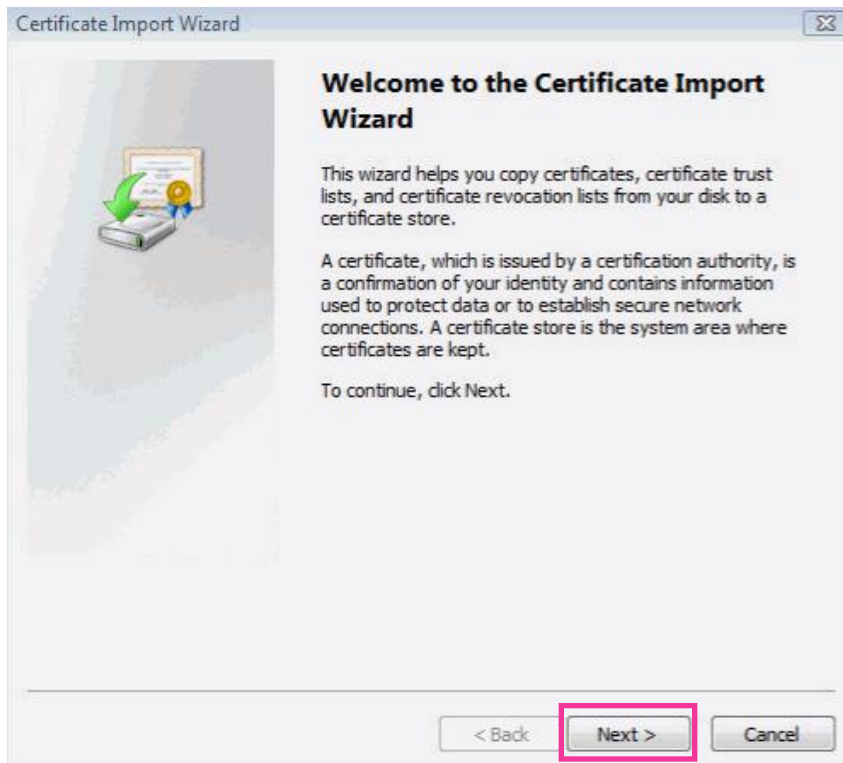 Certificate Import Wizard
Welcome to the Certificate Import
Wizard
This wizard helps you copy certificates, certificate trust
lists, and certificate revocation lists from your disk to a
certificate store.
A certificate, which is issued by a certification authority, is
a confirmation of your identity and contains information
used to protect data or to establish secure network
connections. A certificate store is the system area where
certificates are kept.
To continue, click Next.
< Back Next > Cancel